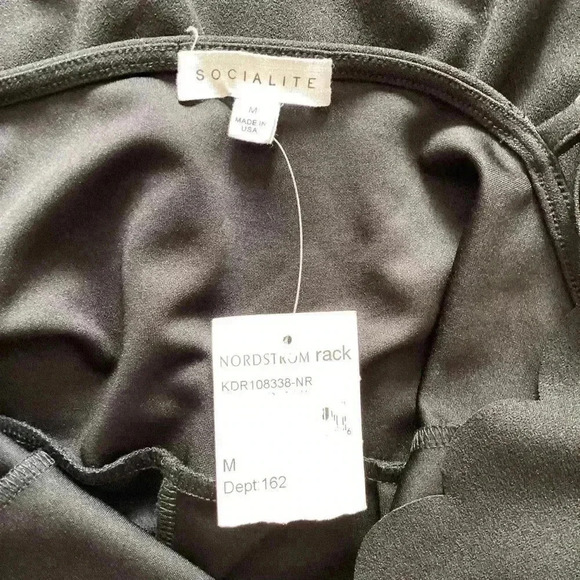 SOCIALITE
M
MADE IN
USA
NORDSTROM rack
KDR108338-NR
M
Dept:162